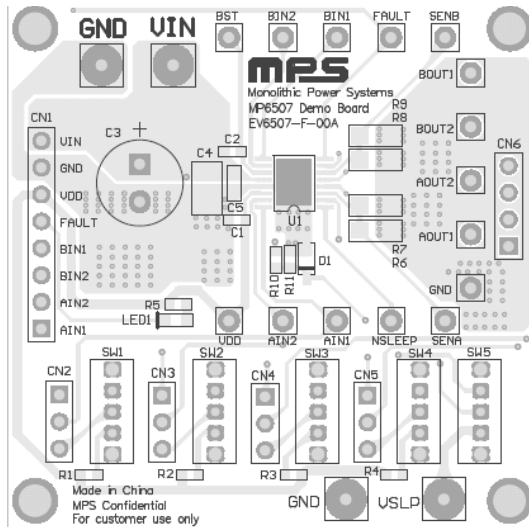 BST BIN2 BIN1 FAULT SENB
GND VIN
mps
Monolithic Power Systems
MP6507 Demo Board
EV6507-F-00A
BOUT1
BOUT2
AOUT2
AOUT1
GND
CN6
CN1
VIN
GND
VDD
FAULT
BIN1
BIN2
AIN2
AIN1
C3
+
C4
C2
C5
C1
U1
R9
R8
R7
R6
R10
R11
D1
R5
LED1
VDD AIN2 AIN1 NSLEEP SENA
SW1 SW2 SW3 SW4 SW5
CN2 CN3 CN4 CN5
R1 R2 R3 R4
Made in China
MPS Confidential
For customer use only
GND VSLP